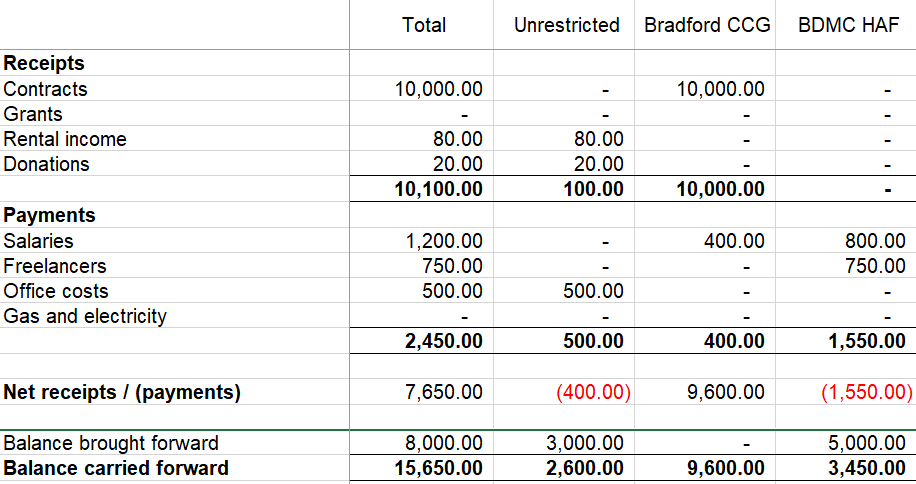 Total Unrestricted Bradford CCG BDMC HAF
Receipts
Contracts 10,000.00 - 10,000.00 -
Grants - - - -
Rental income 80.00 80.00 - -
Donations 20.00 20.00 - -
10,100.00 100.00 10,000.00 -
Payments
Salaries 1,200.00 - 400.00 800.00
Freelancers 750.00 - - 750.00
Office costs 500.00 500.00 - -
Gas and electricity - - - -
2,450.00 500.00 400.00 1,550.00
Net receipts / (payments) 7,650.00 (400.00) 9,600.00 (1,550.00)
Balance brought forward 8,000.00 3,000.00 - 5,000.00
Balance carried forward 15,650.00 2,600.00 9,600.00 3,450.00